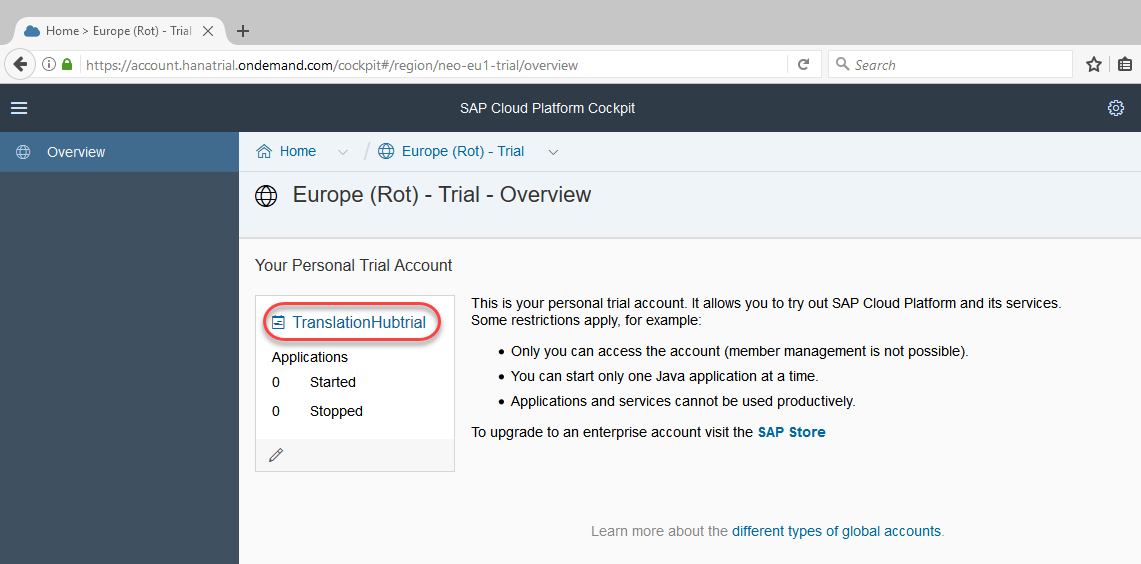 Home > Europe (Rot) - Trial
https://account.hanatrial.ondemand.com/cockpit#/region/neo-eu1-trial/overview
Search
SAP Cloud Platform Cockpit
Overview
Home / Europe (Rot) - Trial
Europe (Rot) - Trial - Overview
Your Personal Trial Account
TranslationHubtrial
Applications
0 Started
0 Stopped
This is your personal trial account. It allows you to try out SAP Cloud Platform and its services.
Some restrictions apply, for example:
• Only you can access the account (member management is not possible).
• You can start only one Java application at a time.
• Applications and services cannot be used productively.
To upgrade to an enterprise account visit the SAP Store
Learn more about the different types of global accounts.